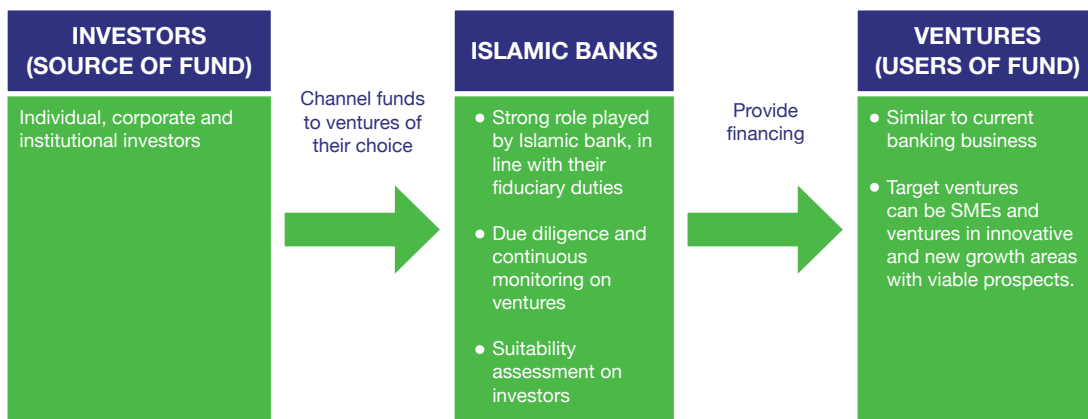 INVESTORS
(SOURCE OF FUND)
Individual, corporate and
institutional investors
Channel funds
to ventures of
their choice
ISLAMIC BANKS
● Strong role played
by Islamic bank, in
line with their
fiduciary duties
● Due diligence and
continuous
monitoring on
ventures
● Suitability
assessment on
investors
Provide
financing
VENTURES
(USERS OF FUND)
● Similar to current
banking business
● Target ventures
can be SMEs and
ventures in innovative
and new growth areas
with viable prospects.